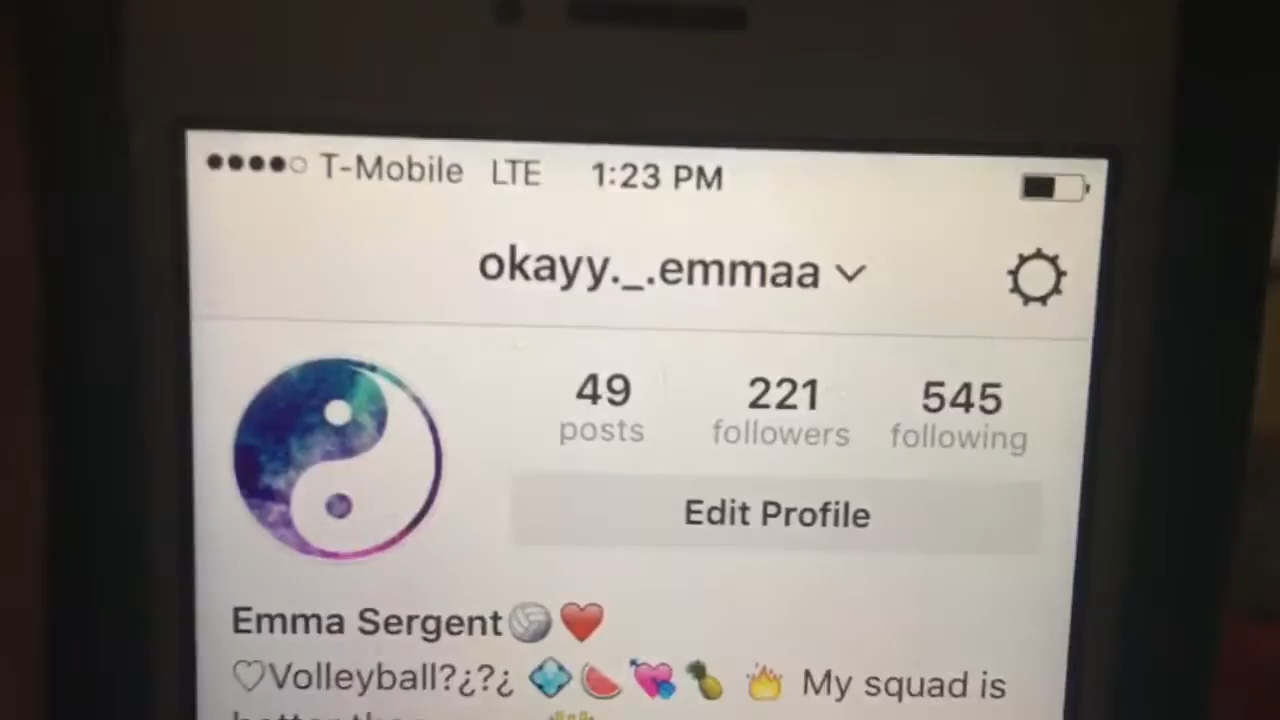 T-Mobile LTE 1:23 PM
okayy._.emmaa
49 221 545
posts followers following
Edit Profile
Emma Sergent🏐❤️
♡Volleyball?¿?¿ 💠🍉💘🍍 🔥 My squad is
better